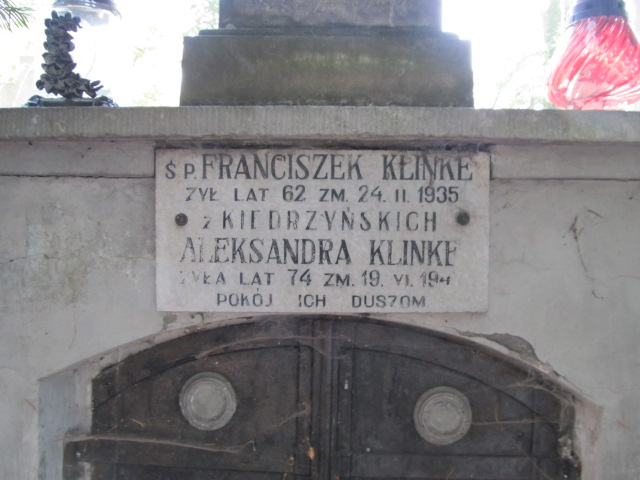 Ś P. FRANCISZEK KLINKE
ŻYŁ LAT 62 ZM. 24. II. 1935
z KIEDRZYŃSKICH
ALEKSANDRA KLINKE
ŻYŁA LAT 74 ZM. 19. VI.
POKÓJ ICH DUSZOM